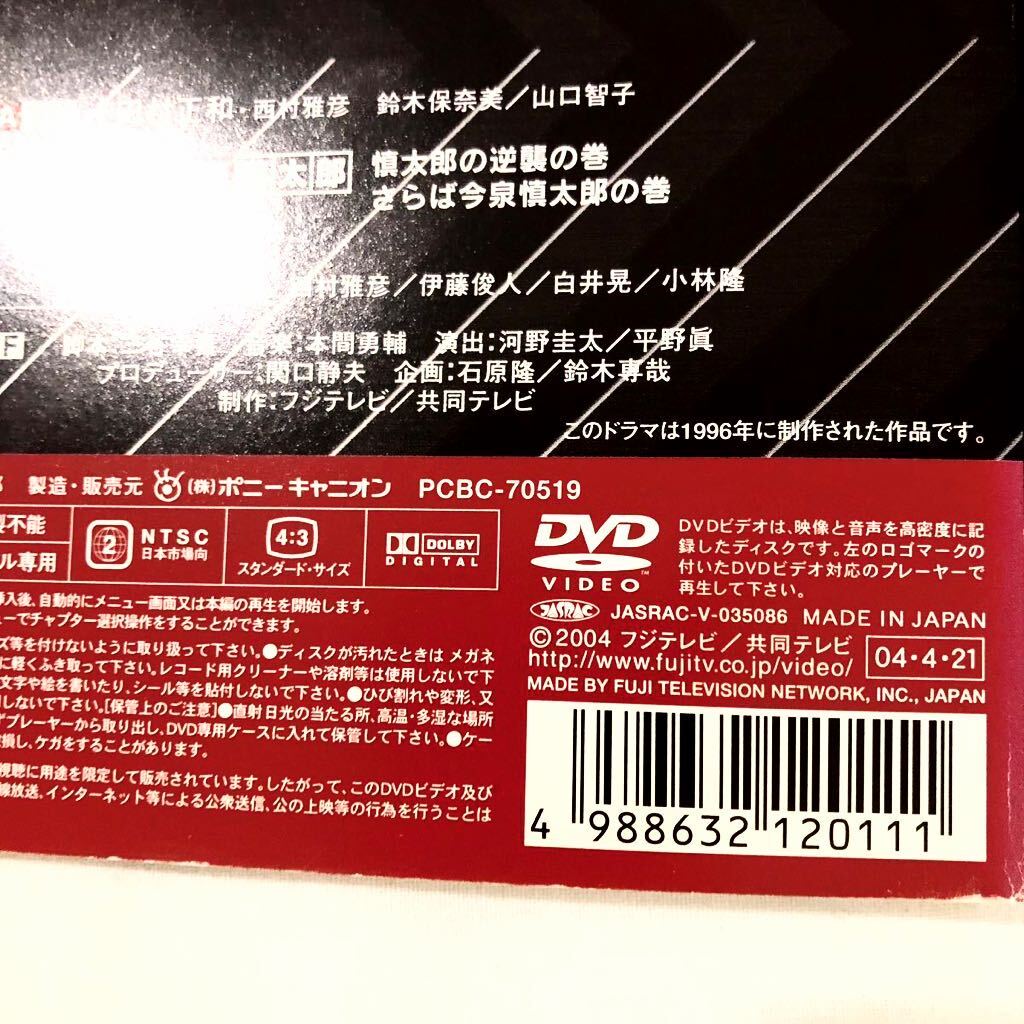 正和・西村雅彦 鈴木保奈美／山口智子
太郎 慎太郎の逆襲の巻
さらば今泉慎太郎の巻
村雅彦／伊藤俊人／白井晃／小林隆
本間勇輔 演出：河野圭太／平野眞
プロデューサー：関口静夫 企画：石原隆／鈴木専哉
制作：フジテレビ／共同テレビ
このドラマは1996年に制作された作品です。
製造・販売元 (株)ポニーキャニオン PCBC-70519
製不能
ル専用
2 NTSC
日本市場向
4:3
スタンダード・サイズ
DOLBY
DIGITAL
DVD
VIDEO
DVDビデオは、映像と音声を高密度に記
録したディスクです。左のロゴマークの
付いたDVDビデオ対応のプレーヤーで
再生して下さい。
JASRAC JASRAC-V-035086 MADE IN JAPAN
©2004 フジテレビ／共同テレビ
http://www.fujitv.co.jp/video/ 04・4・21
MADE BY FUJI TELEVISION NETWORK, INC., JAPAN
挿入後、自動的にメニュー画面又は本編の再生を開始します。
ューでチャプター選択操作をすることができます。
ズ等を付けないように取り扱って下さい。●ディスクが汚れたときは メガネ
に軽くふき取って下さい。レコード用クリーナーや溶剤等は使用しないで下
文字や絵を書いたり、シール等を貼付しないで下さい。●ひび割れや変形、又
しないで下さい。[保管上のご注意]●直射日光の当たる所、高温・多湿な場所
プレーヤーから取り出し、DVD専用ケースに入れて保管して下さい。●ケー
損し、ケガをすることがあります。
視聴に用途を限定して販売されています。したがって、このDVDビデオ及び
線放送、インターネット等による公衆送信、公の上映等の行為を行うことは
4 988632 120111